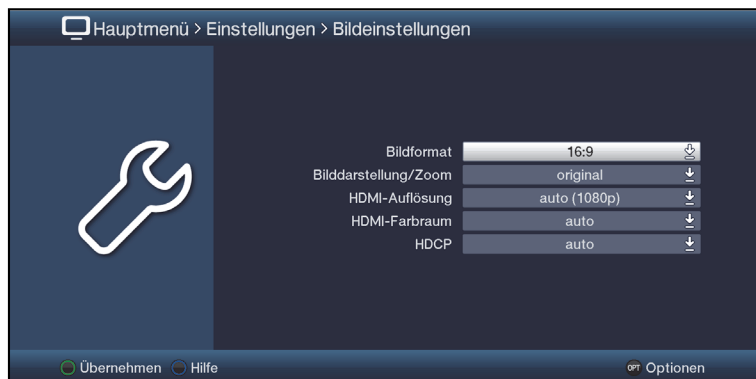 Hauptmenü > Einstellungen > Bildeinstellungen
Bildformat 16:9
Bilddarstellung/Zoom original
HDMI-Auflösung auto (1080p)
HDMI-Farbraum auto
HDCP auto
Übernehmen Hilfe OPT Optionen